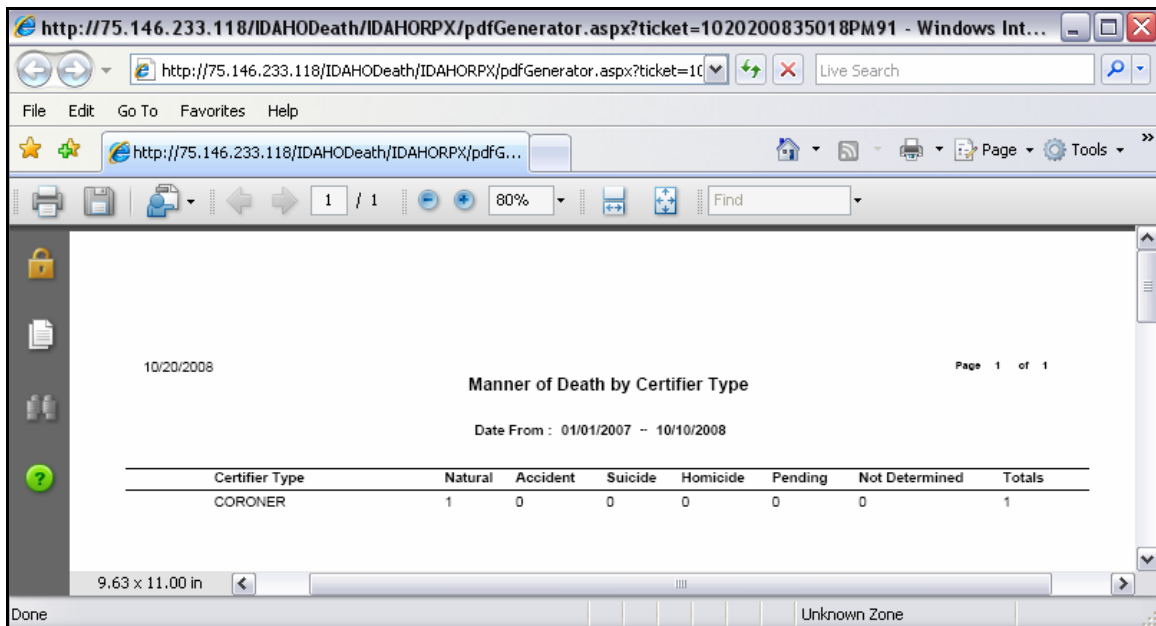 http://75.146.233.118/IDAHODeath/IDAHORPX/pdfGenerator.aspx?ticket=1020200835018PM91 - Windows Int...
http://75.146.233.118/IDAHODeath/IDAHORPX/pdfGenerator.aspx?ticket=10 Live Search
File Edit Go To Favorites Help
http://75.146.233.118/IDAHODeath/IDAHORPX/pdfG... Page Tools »
1 / 1 80% Find
10/20/2008 Page 1 of 1
Manner of Death by Certifier Type
Date From : 01/01/2007 -- 10/10/2008
Certifier Type Natural Accident Suicide Homicide Pending Not Determined Totals
CORONER 1 0 0 0 0 0 1
9.63 x 11.00 in
Done Unknown Zone